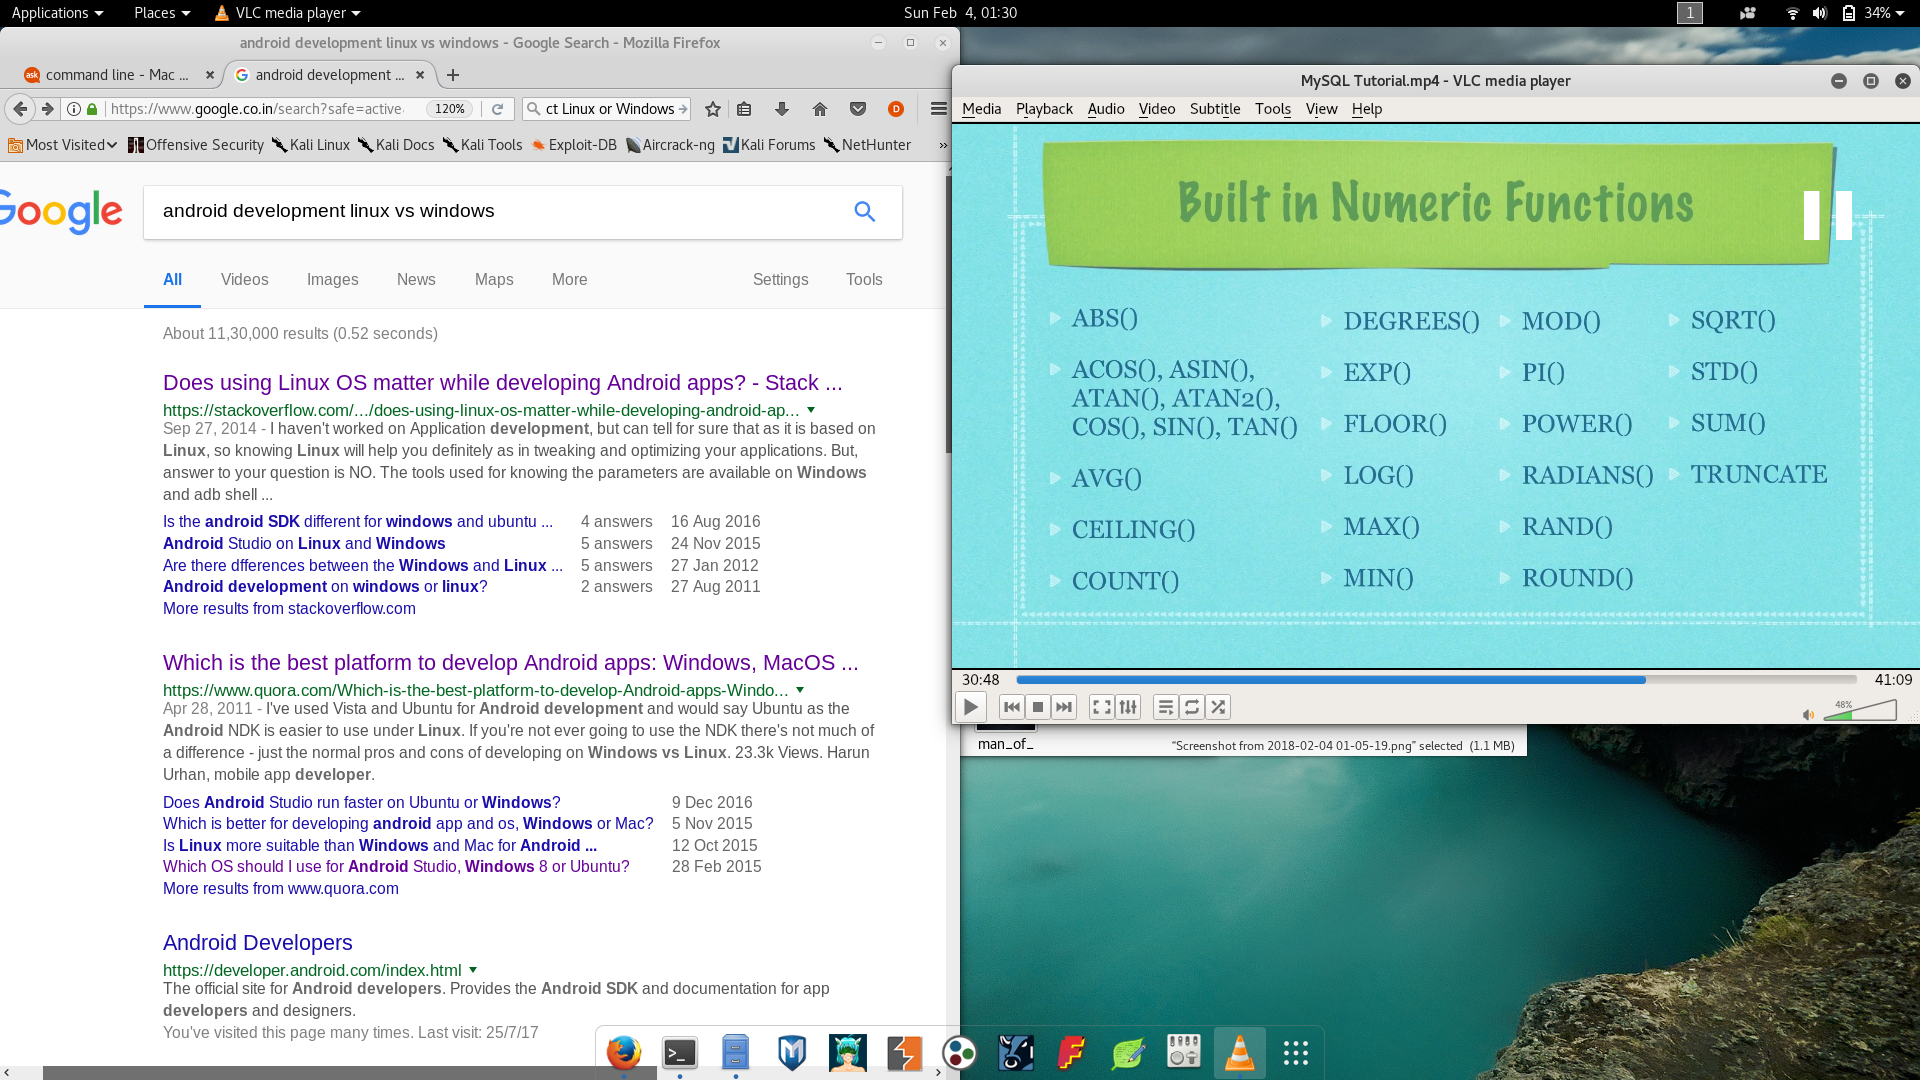 Applications Places VLC media player Sun Feb 4, 01:30 1 34%
android development linux vs windows - Google Search - Mozilla Firefox
command line - Mac ... android development ...
https://www.google.co.in/search?safe=active 120% ct Linux or Windows
Most Visited Offensive Security Kali Linux Kali Docs Kali Tools Exploit-DB Aircrack-ng Kali Forums NetHunter »
Google android development linux vs windows
All Videos Images News Maps More Settings Tools
About 11,30,000 results (0.52 seconds)
Does using Linux OS matter while developing Android apps? - Stack ...
https://stackoverflow.com/.../does-using-linux-os-matter-while-developing-android-ap...
Sep 27, 2014 - I haven't worked on Application development, but can tell for sure that as it is based on
Linux, so knowing Linux will help you definitely as in tweaking and optimizing your applications. But,
answer to your question is NO. The tools used for knowing the parameters are available on Windows
and adb shell ...
Is the android SDK different for windows and ubuntu ... 4 answers 16 Aug 2016
Android Studio on Linux and Windows 5 answers 24 Nov 2015
Are there dfferences between the Windows and Linux ... 5 answers 27 Jan 2012
Android development on windows or linux? 2 answers 27 Aug 2011
More results from stackoverflow.com
Which is the best platform to develop Android apps: Windows, MacOS ...
https://www.quora.com/Which-is-the-best-platform-to-develop-Android-apps-Windo...
Apr 28, 2011 - I've used Vista and Ubuntu for Android development and would say Ubuntu as the
Android NDK is easier to use under Linux. If you're not ever going to use the NDK there's not much of
a difference - just the normal pros and cons of developing on Windows vs Linux. 23.3k Views. Harun
Urhan, mobile app developer.
Does Android Studio run faster on Ubuntu or Windows? 9 Dec 2016
Which is better for developing android app and os, Windows or Mac? 5 Nov 2015
Is Linux more suitable than Windows and Mac for Android ... 12 Oct 2015
Which OS should I use for Android Studio, Windows 8 or Ubuntu? 28 Feb 2015
More results from www.quora.com
Android Developers
https://developer.android.com/index.html
The official site for Android developers. Provides the Android SDK and documentation for app
developers and designers.
You've visited this page many times. Last visit: 25/7/17
MySQL Tutorial.mp4 - VLC media player
Media Playback Audio Video Subtitle Tools View Help
Built in Numeric Functions
ABS()
ACOS(), ASIN(),
ATAN(), ATAN2(),
COS(), SIN(), TAN()
AVG()
CEILING()
COUNT()
DEGREES()
EXP()
FLOOR()
LOG()
MAX()
MIN()
MOD()
PI()
POWER()
RADIANS()
RAND()
ROUND()
SQRT()
STD()
SUM()
TRUNCATE
30:48 41:09
48%
man_of_ "Screenshot from 2018-02-04 01-05-19.png" selected (1.1 MB)